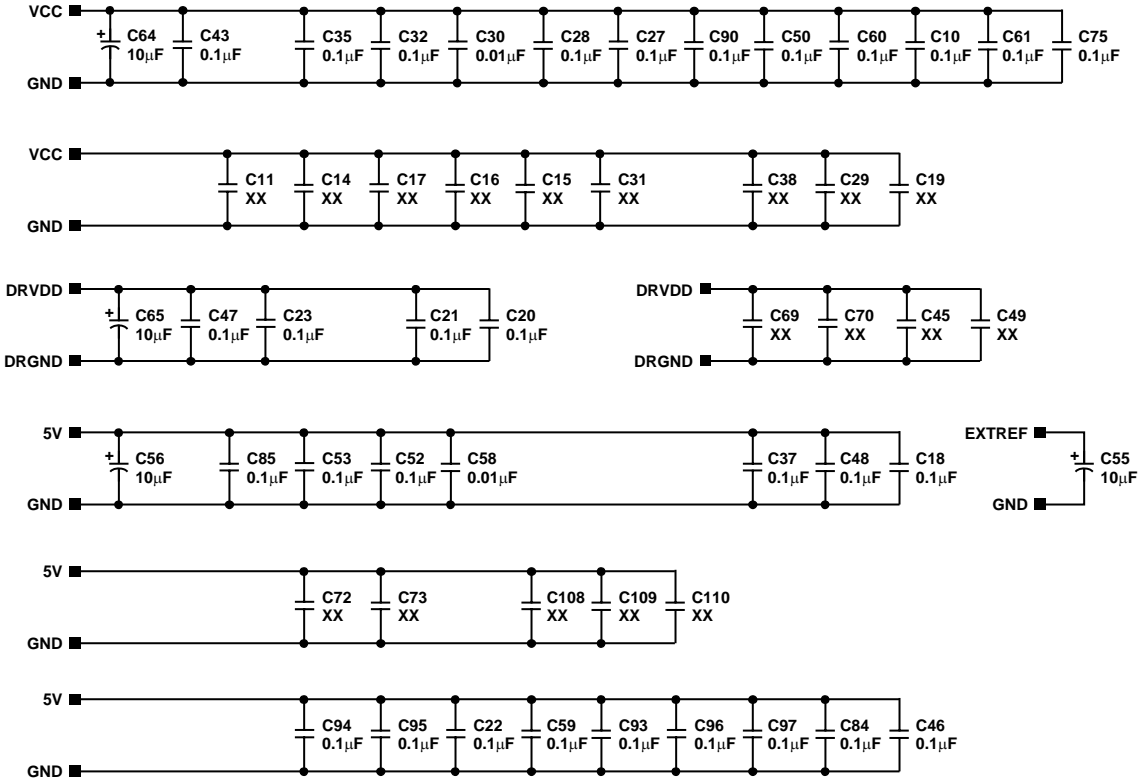 VCC
+ C64 C43 C35 C32 C30 C28 C27 C90 C50 C60 C10 C61 C75
10μF 0.1μF 0.1μF 0.1μF 0.01μF 0.1μF 0.1μF 0.1μF 0.1μF 0.1μF 0.1μF 0.1μF 0.1μF
GND
VCC
C11 C14 C17 C16 C15 C31 C38 C29 C19
XX XX XX XX XX XX XX XX XX
GND
DRVDD DRVDD
+ C65 C47 C23 C21 C20 C69 C70 C45 C49
10μF 0.1μF 0.1μF 0.1μF 0.1μF XX XX XX XX
DRGND DRGND
5V EXTREF
+ C56 C85 C53 C52 C58 C37 C48 C18 + C55
10μF 0.1μF 0.1μF 0.1μF 0.01μF 0.1μF 0.1μF 0.1μF 10μF
GND GND
5V
C72 C73 C108 C109 C110
XX XX XX XX XX
GND
5V
C94 C95 C22 C59 C93 C96 C97 C84 C46
0.1μF 0.1μF 0.1μF 0.1μF 0.1μF 0.1μF 0.1μF 0.1μF 0.1μF
GND